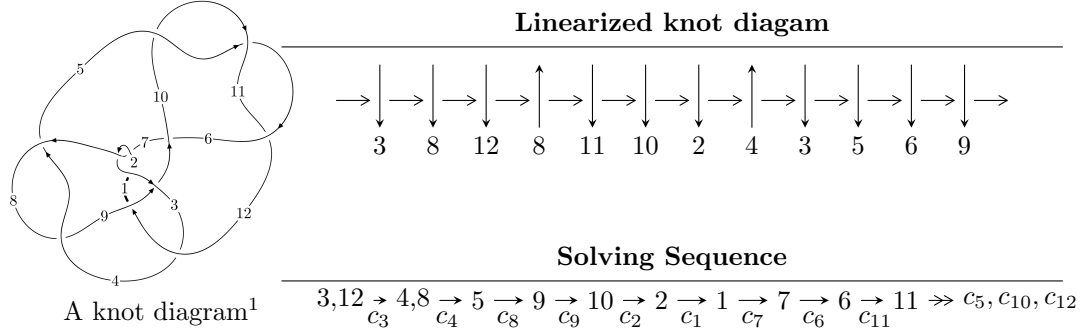 Linearized knot diagam
3 8 12 8 11 10 2 4 3 5 6 9
Solving Sequence
3,12 4,8 5 9 10 2 1 7 6 11 c5, c10, c12
c3 c4 c8 c9 c2 c1 c7 c6 c11
5
10
11
7
6
2
1
8
9
3
12
4
A knot diagram1